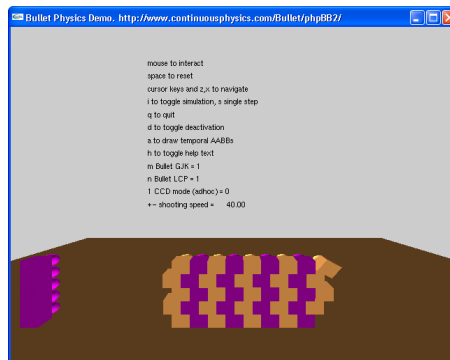 Bullet Physics Demo. http://www.continuousphysics.com/Bullet/phpBB2/
mouse to interact
space to reset
cursor keys and z,x to navigate
i to toggle simulation, s single step
q to quit
d to toggle deactivation
a to draw temporal AABBs
h to toggle help text
m Bullet GJK = 1
n Bullet LCP = 1
1 CCD mode (adhoc) = 0
+- shooting speed = 40.00